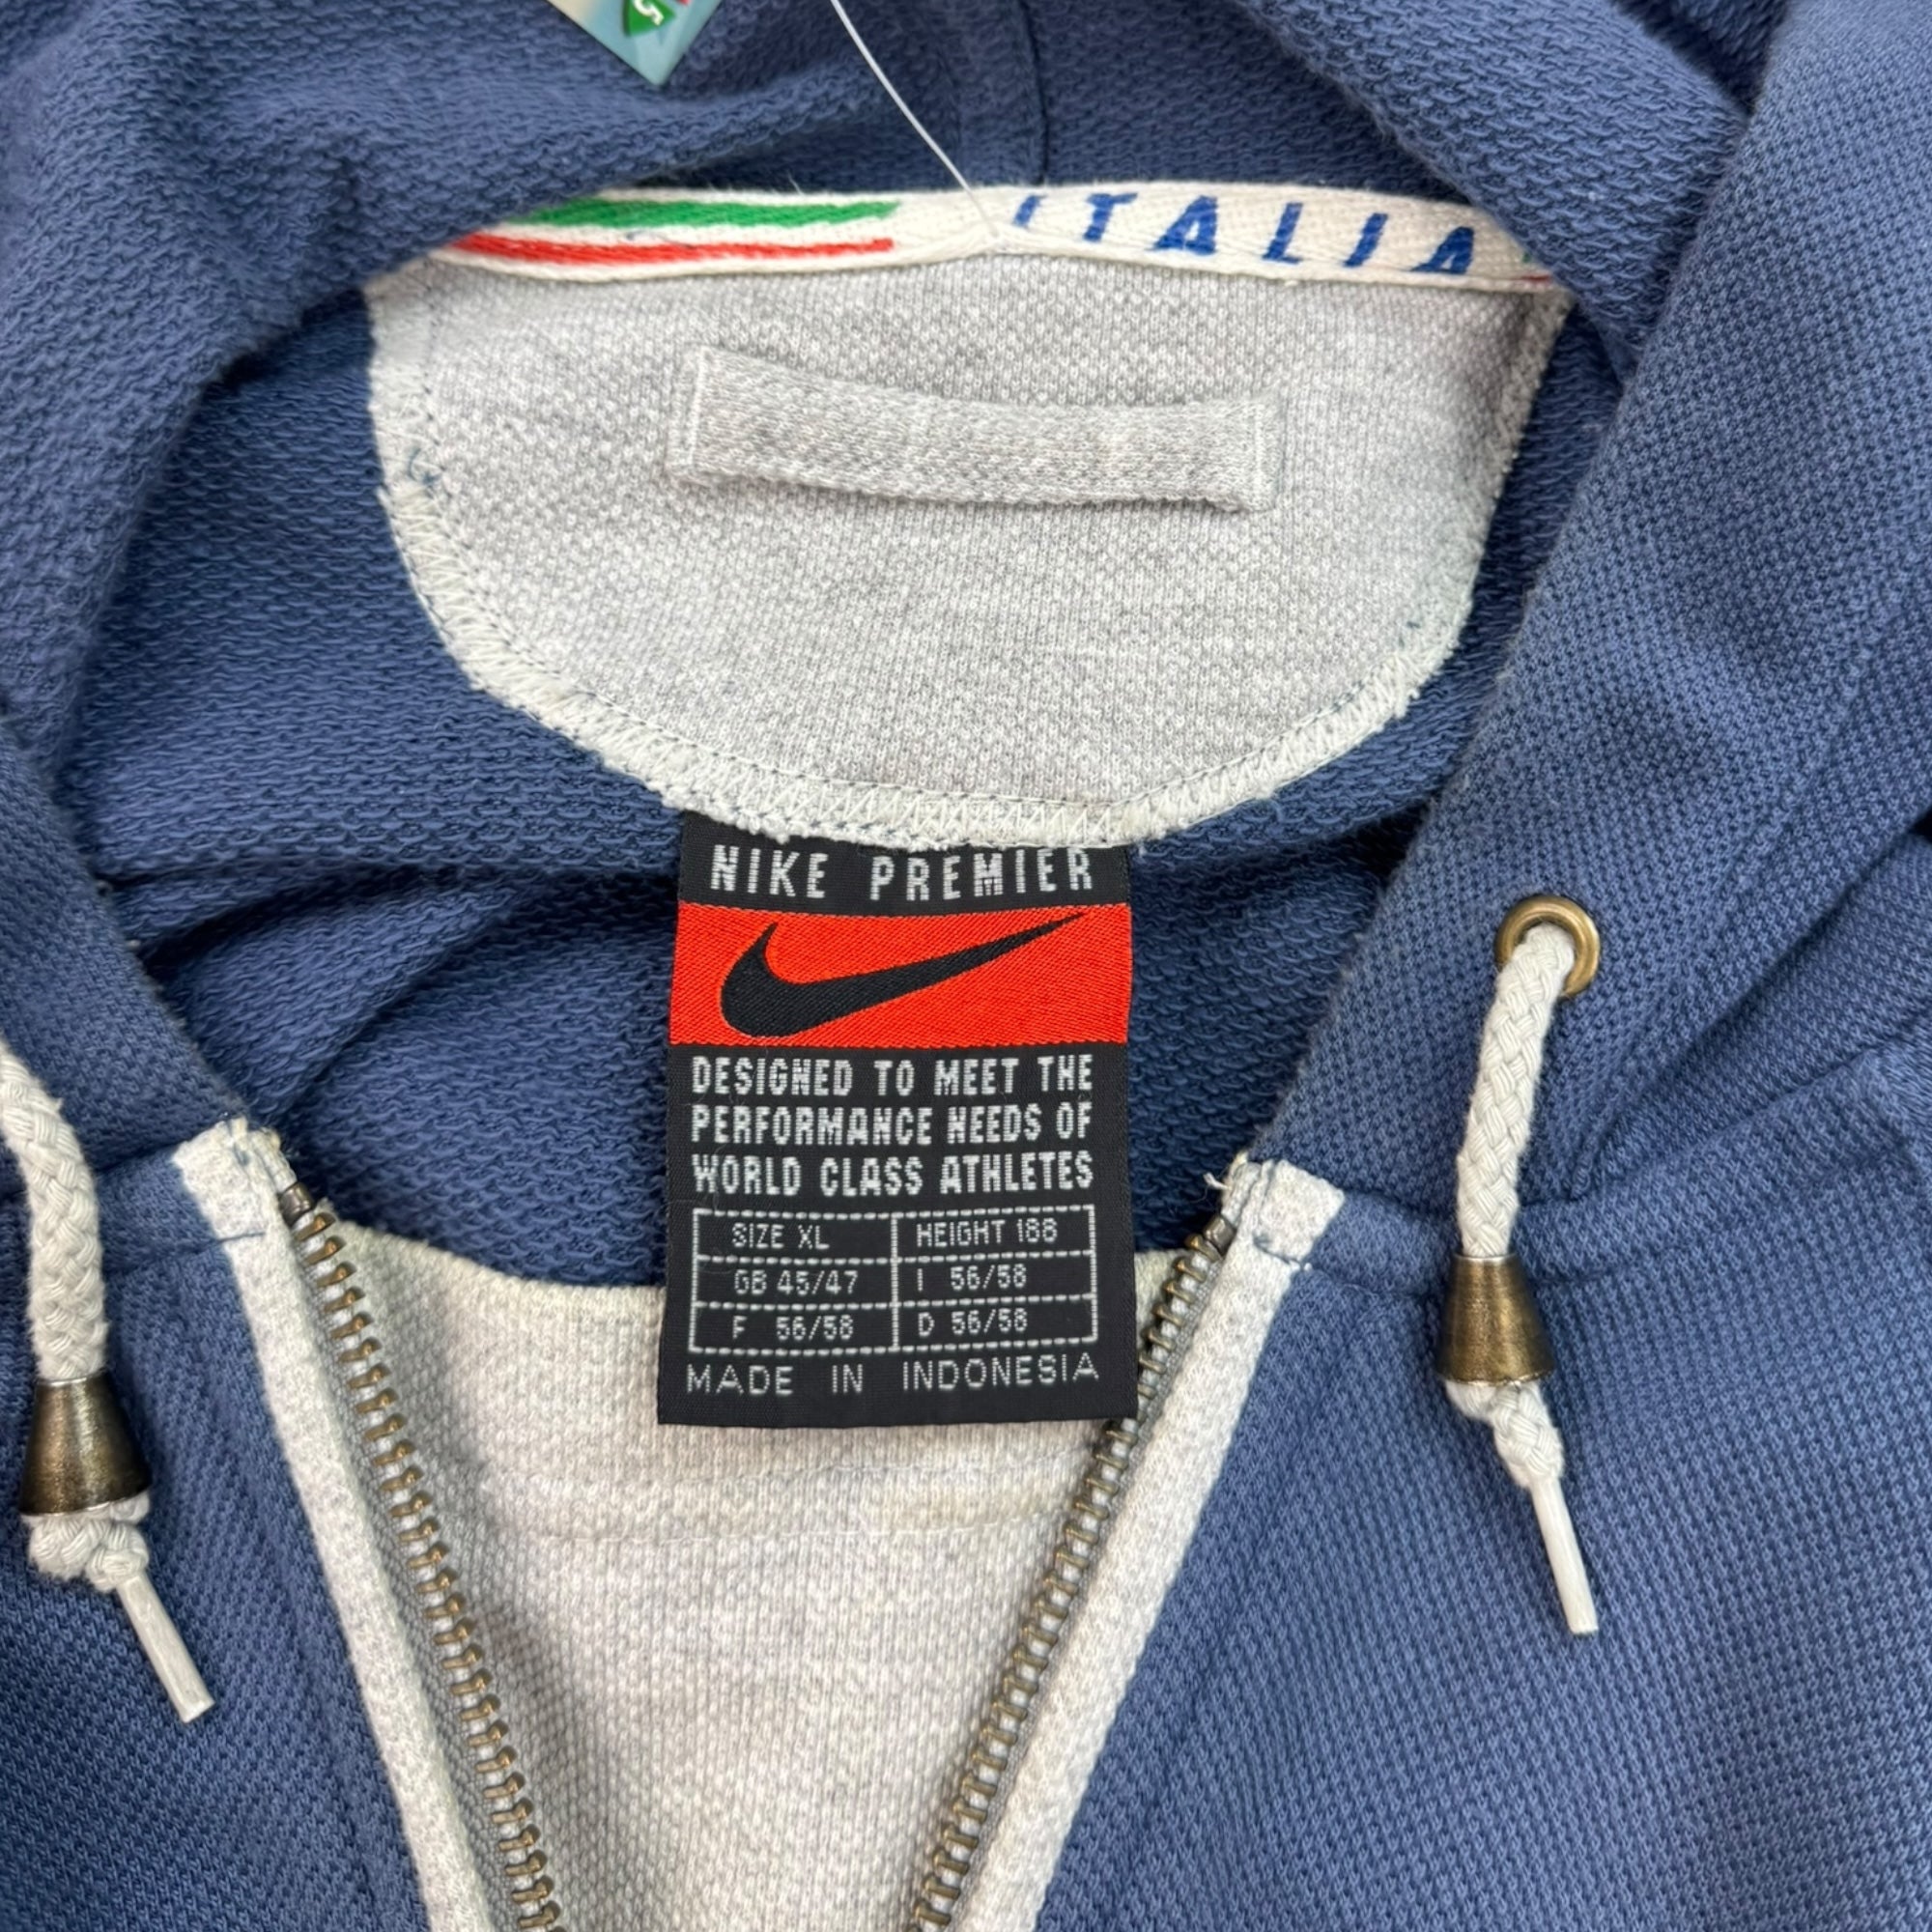 5
ITALIA
NIKE PREMIER
DESIGNED TO MEET THE
PERFORMANCE NEEDS OF
WORLD CLASS ATHLETES
SIZE XL HEIGHT 188
GB 45/47 I 56/58
F 56/58 D 56/58
MADE IN INDONESIA